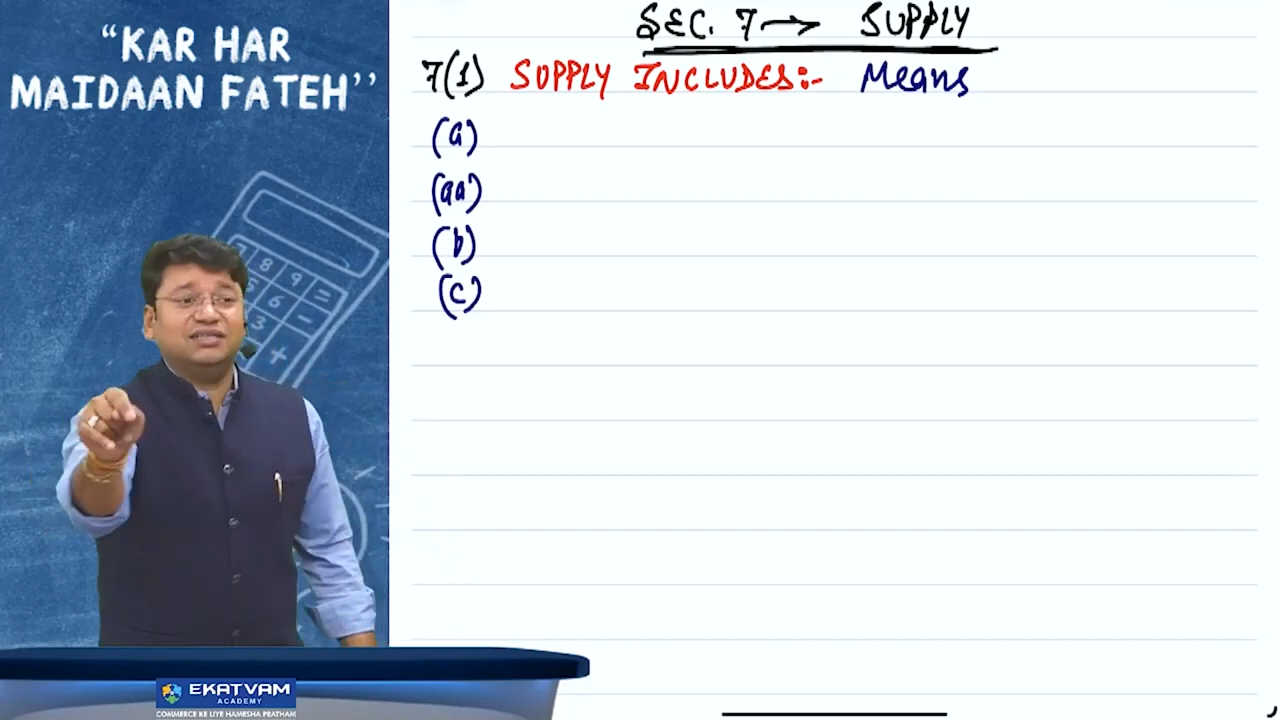 “KAR HAR
MAIDAAN FATEH’’
SEC. 7 → SUPPLY
7(1) SUPPLY INCLUDES:- Means
(a)
(aa)
(b)
(c)
EKATVAM
ACADEMY
COMMERCE KE LIYE HAMESHA PRATHAM